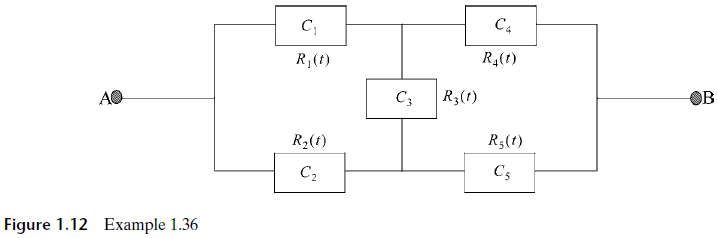 C₁ C₄
R₁(t) R₄(t)
A C₃ R₃(t) B
R₂(t) R₅(t)
C₂ C₅
Figure 1.12 Example 1.36